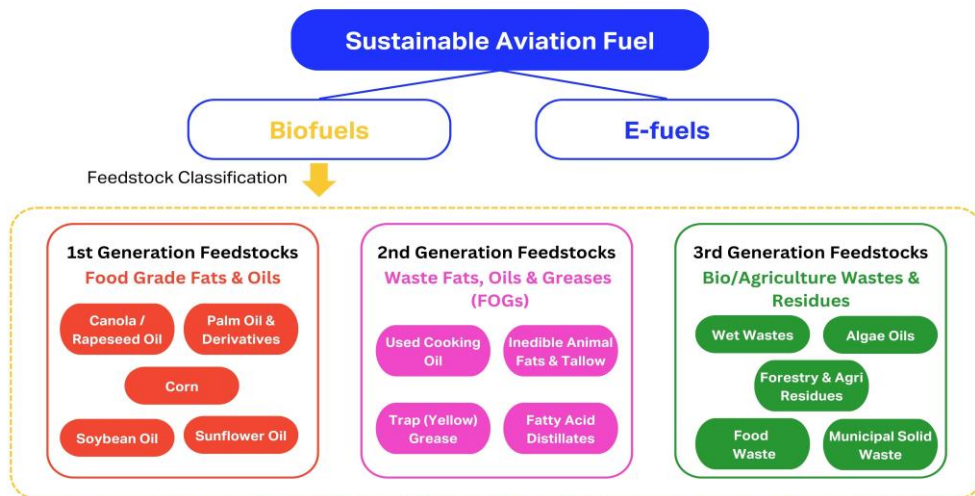 Sustainable Aviation Fuel
Biofuels
E-fuels
Feedstock Classification
1st Generation Feedstocks
Food Grade Fats & Oils
Canola /
Rapeseed Oil
Palm Oil &
Derivatives
Corn
Soybean Oil
Sunflower Oil
2nd Generation Feedstocks
Waste Fats, Oils & Greases
(FOGs)
Used Cooking
Oil
Inedible Animal
Fats & Tallow
Trap (Yellow)
Grease
Fatty Acid
Distillates
3rd Generation Feedstocks
Bio/Agriculture Wastes &
Residues
Wet Wastes
Algae Oils
Forestry & Agri
Residues
Food
Waste
Municipal Solid
Waste